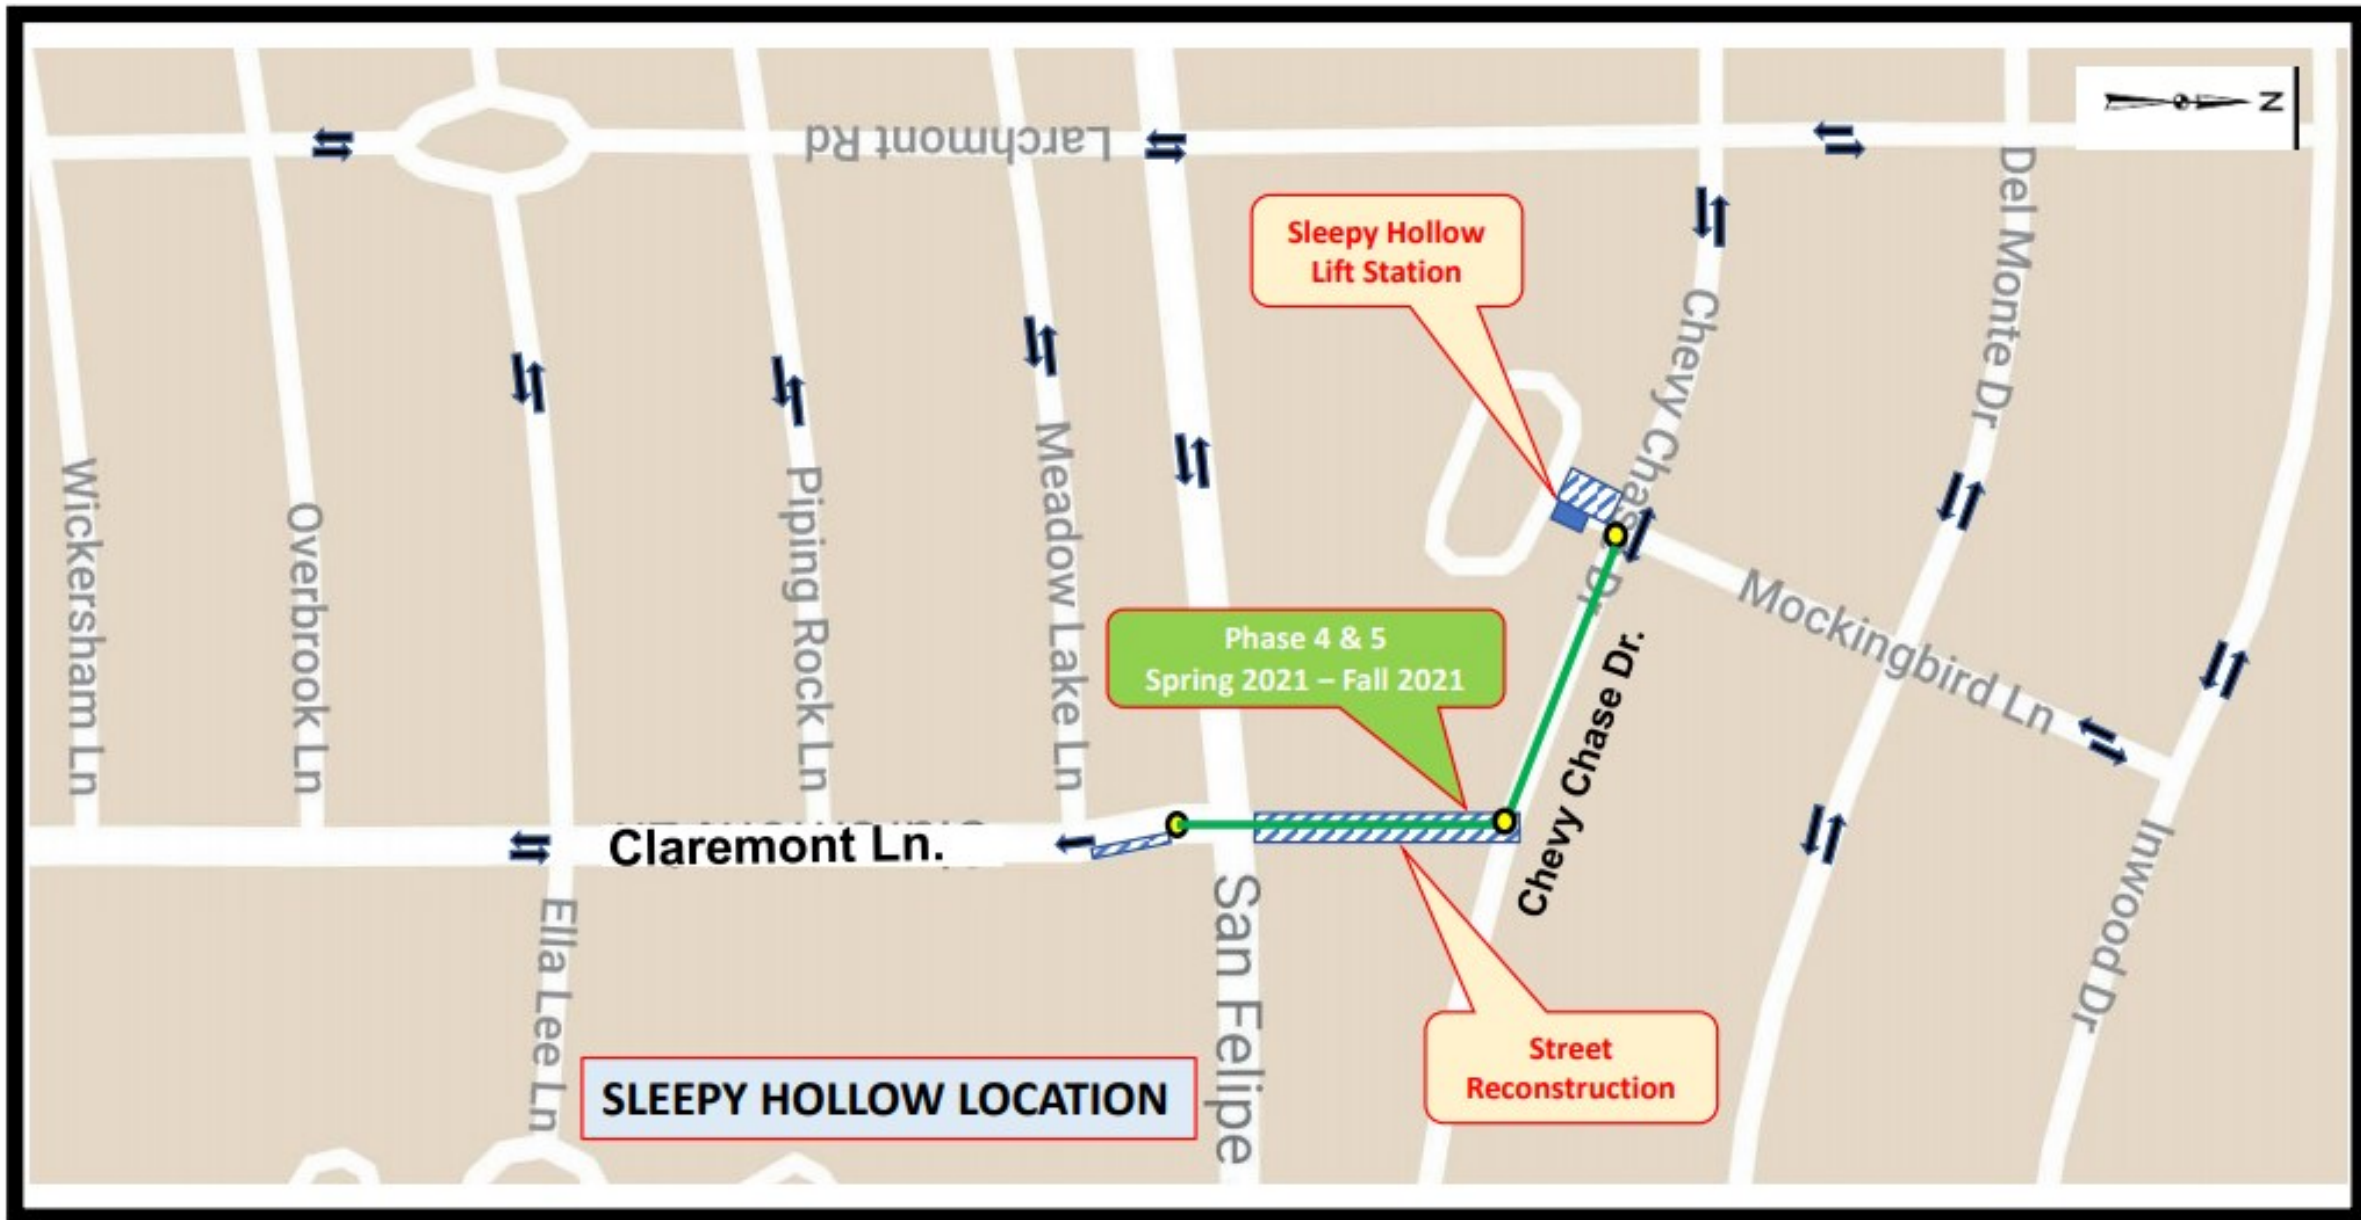 N
Larchmont Rd
Sleepy Hollow
Lift Station
Del Monte Dr
Chevy Chase Dr.
Meadow Lake Ln
Wickersham Ln
Piping Rock Ln
Overbrook Ln
Mockingbird Ln
Phase 4 & 5
Spring 2021 – Fall 2021
Chevy Chase Dr.
Claremont Ln.
Inwood Dr
San Felipe
Ella Lee Ln
Street
Reconstruction
SLEEPY HOLLOW LOCATION